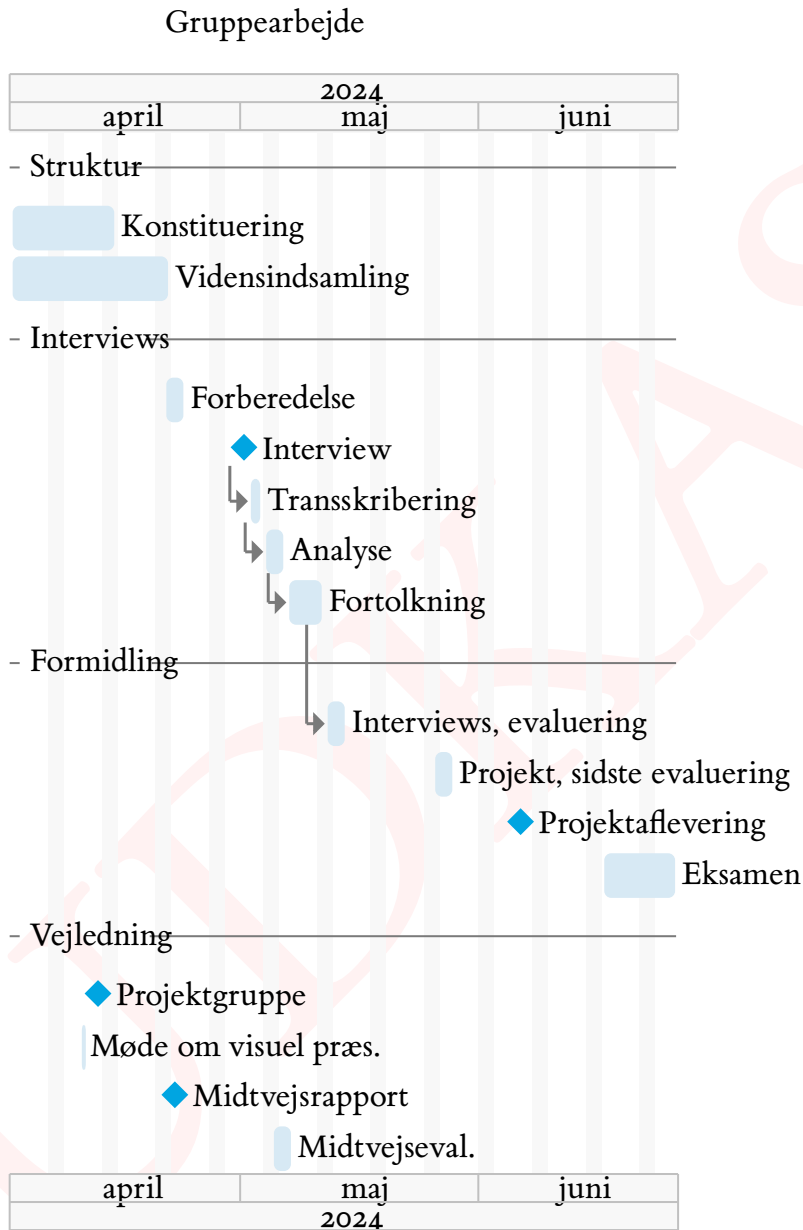 Gruppearbejde
2024
april maj juni
Struktur
Konstituering
Vidensindsamling
Interviews
Forberedelse
Interview
Transskribering
Analyse
Fortolkning
Formidling
Interviews, evaluering
Projekt, sidste evaluering
Projektaflevering
Eksamen
Vejledning
Projektgruppe
Møde om visuel præs.
Midtvejsrapport
Midtvejseval.
april maj juni
2024
UDKAS